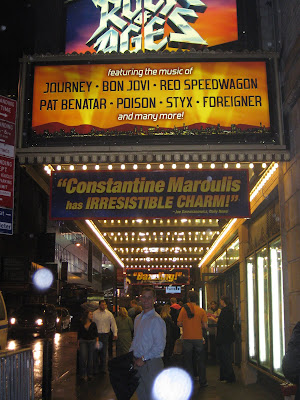 ROCK OF
AGES
featuring the music of
JOURNEY • BON JOVI • REO SPEEDWAGON
PAT BENATAR • POISON • STYX • FOREIGNER
and many more!
"Constantine Maroulis
has IRRESISTIBLE CHARM!"